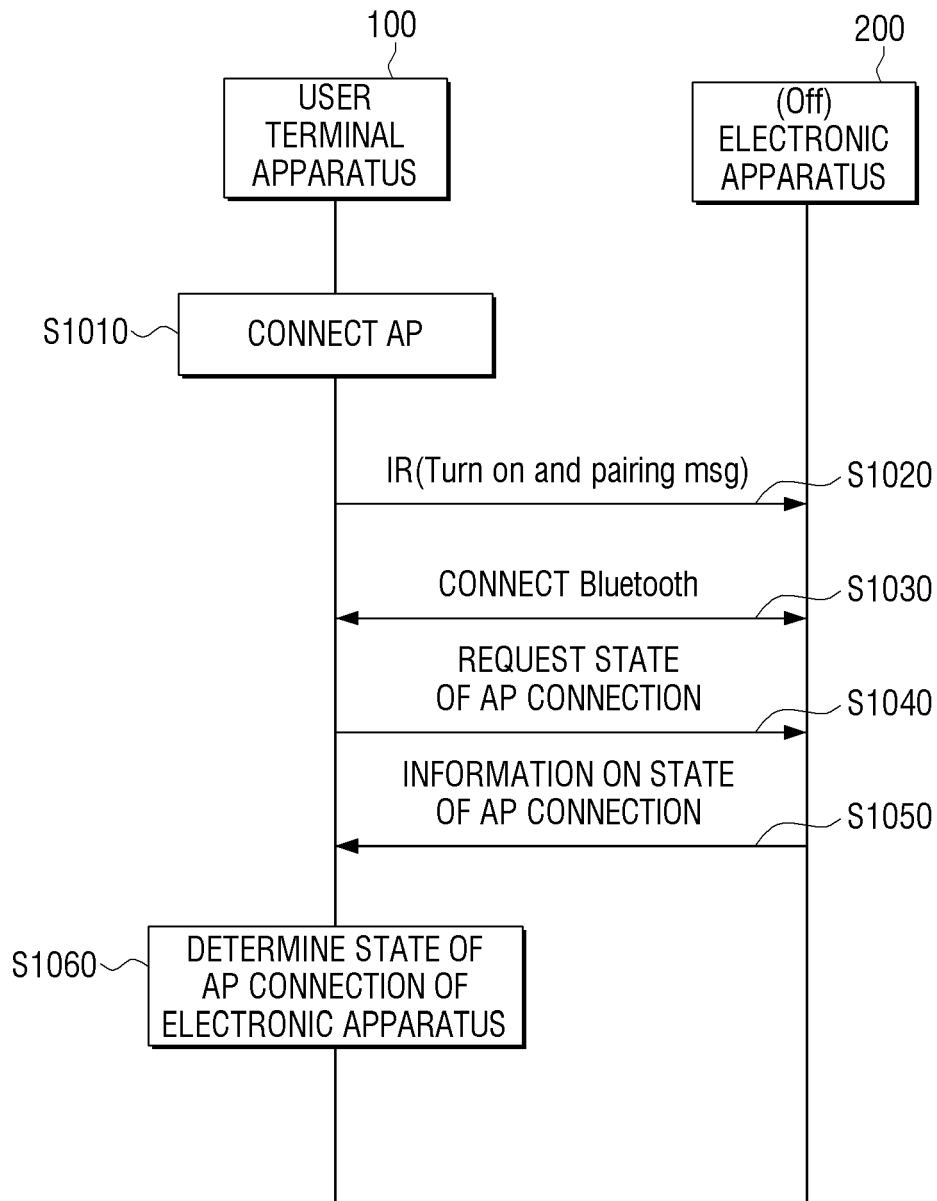 100
200
USER
TERMINAL
APPARATUS
(Off)
ELECTRONIC
APPARATUS
S1010
CONNECT AP
IR(Turn on and pairing msg)
S1020
CONNECT Bluetooth
S1030
REQUEST STATE
OF AP CONNECTION
S1040
INFORMATION ON STATE
OF AP CONNECTION
S1050
S1060
DETERMINE STATE OF
AP CONNECTION OF
ELECTRONIC APPARATUS